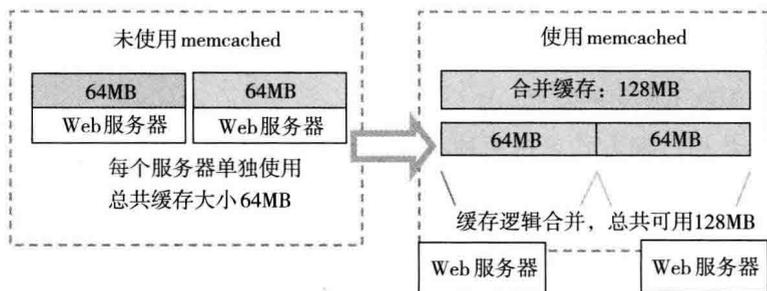 未使用memcached
64MB
64MB
Web服务器
Web服务器
每个服务器单独使用
总共缓存大小64MB
使用memcached
合并缓存：128MB
64MB
64MB
缓存逻辑合并，总共可用128MB
Web服务器
Web服务器